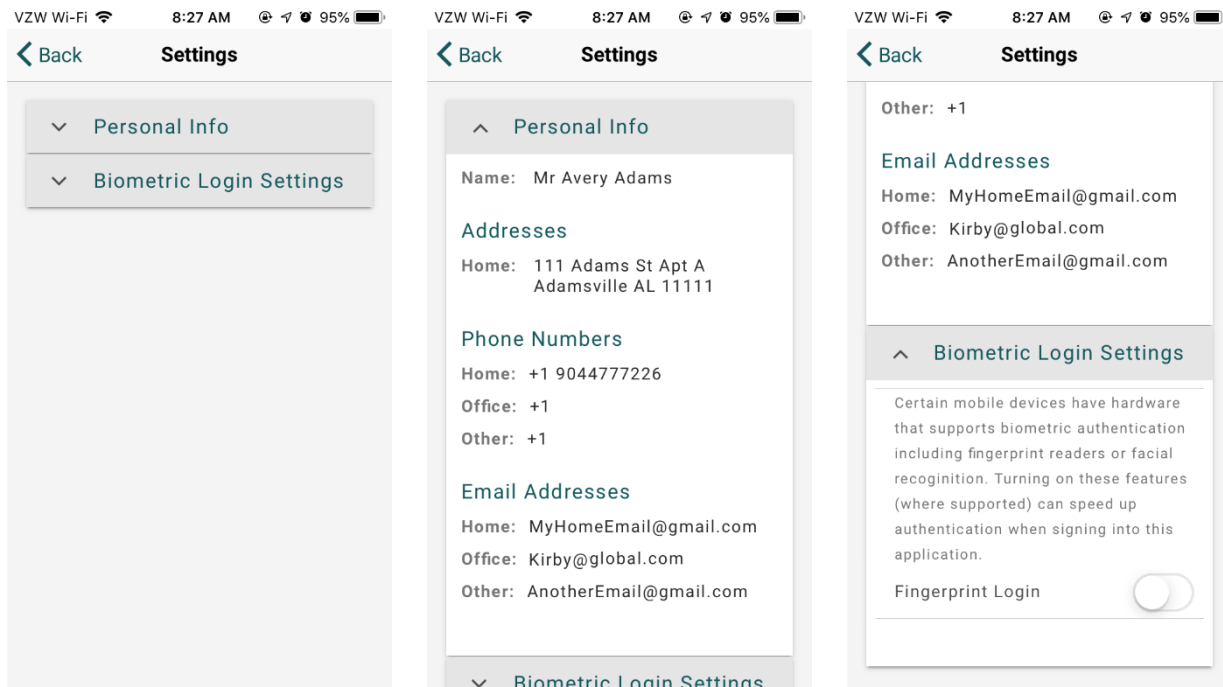 VZW Wi-Fi 8:27 AM 95%
Back Settings
Personal Info
Biometric Login Settings
VZW Wi-Fi 8:27 AM 95%
Back Settings
Personal Info
Name: Mr Avery Adams
Addresses
Home: 111 Adams St Apt A
Adamsville AL 11111
Phone Numbers
Home: +1 9044777226
Office: +1
Other: +1
Email Addresses
Home: MyHomeEmail@gmail.com
Office: Kirby@global.com
Other: AnotherEmail@gmail.com
Biometric Login Settings
VZW Wi-Fi 8:27 AM 95%
Back Settings
Other: +1
Email Addresses
Home: MyHomeEmail@gmail.com
Office: Kirby@global.com
Other: AnotherEmail@gmail.com
Biometric Login Settings
Certain mobile devices have hardware
that supports biometric authentication
including fingerprint readers or facial
recoginition. Turning on these features
(where supported) can speed up
authentication when signing into this
application.
Fingerprint Login